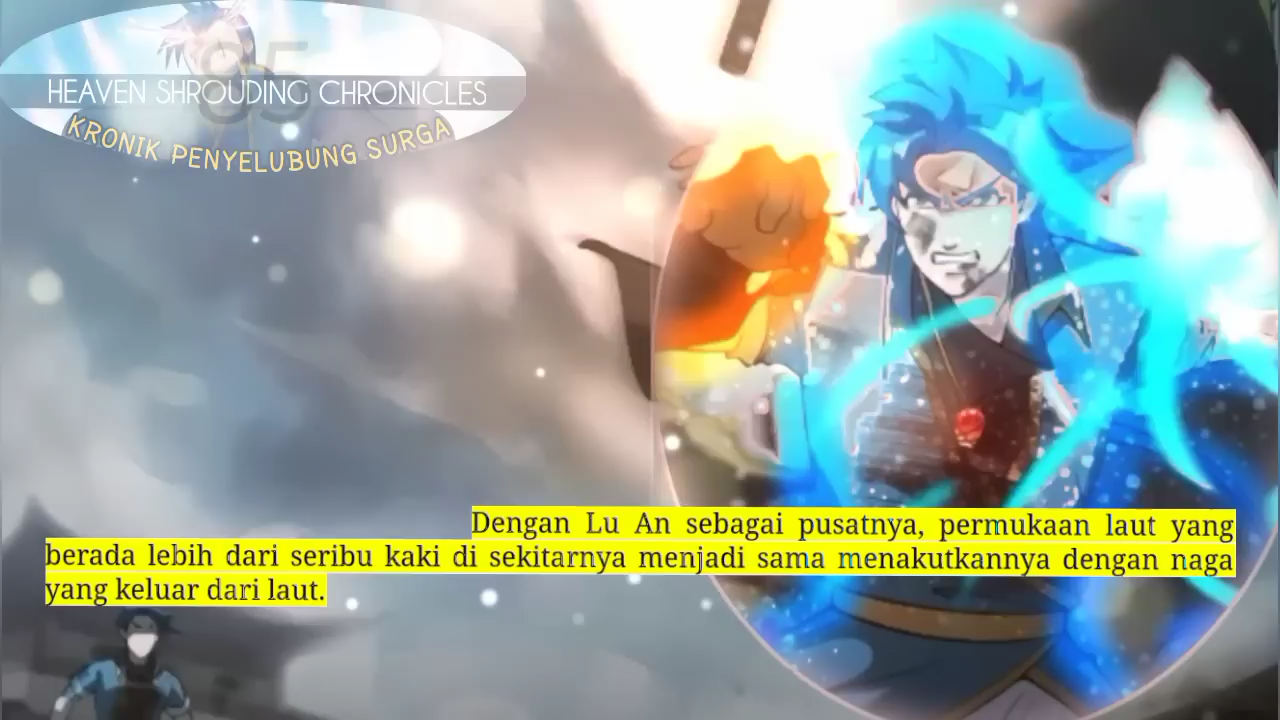 85
HEAVEN SHROUDING CHRONICLES
KRONIK PENYELUBUNG SURGA
Dengan Lu An sebagai pusatnya, permukaan laut yang
berada lebih dari seribu kaki di sekitarnya menjadi sama menakutkannya dengan naga
yang keluar dari laut.